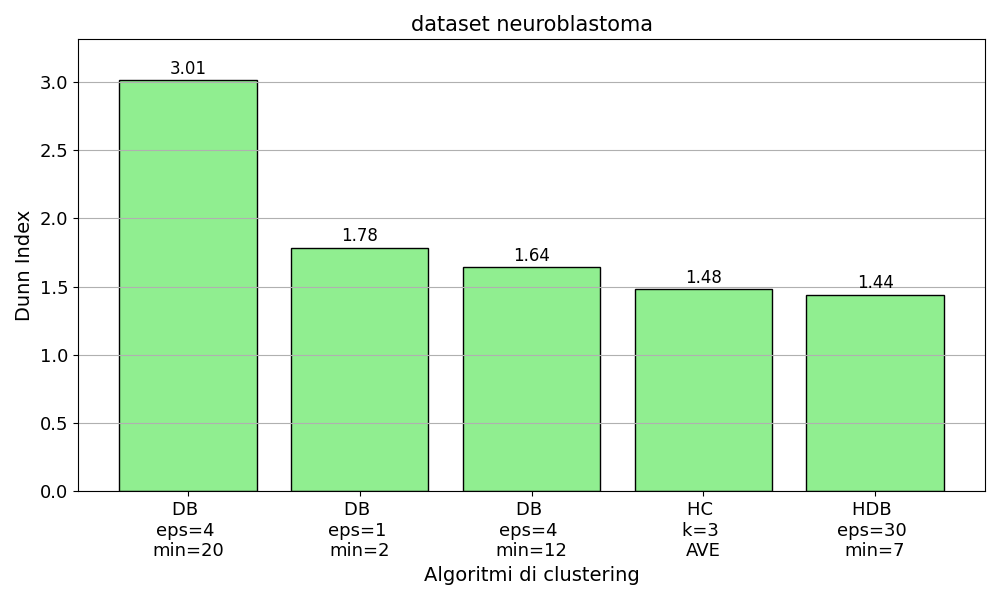 dataset neuroblastoma
Dunn Index
3.0
2.5
2.0
1.5
1.0
0.5
0.0
3.01
1.78
1.64
1.48
1.44
DB
eps=4
min=20
DB
eps=1
min=2
DB
eps=4
min=12
HC
k=3
AVE
HDB
eps=30
min=7
Algoritmi di clustering